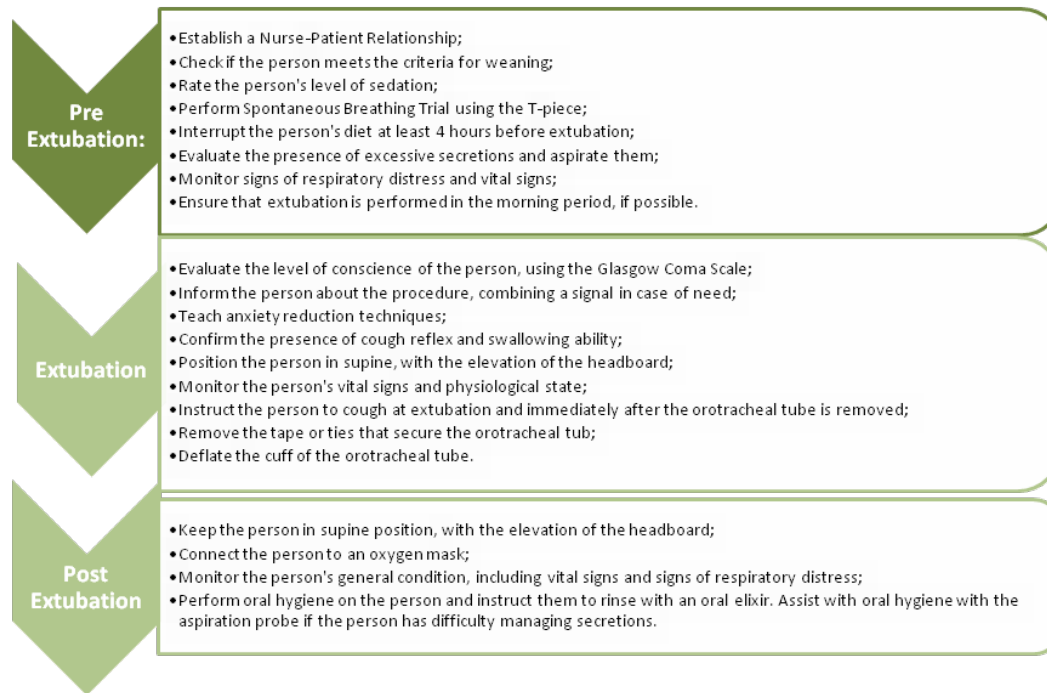 Pre
Extubation:
•Establish a Nurse-Patient Relationship;
•Check if the person meets the criteria for weaning;
•Rate the person's level of sedation;
•Perform Spontaneous Breathing Trial using the T-piece;
•Interrupt the person's diet at least 4 hours before extubation;
•Evaluate the presence of excessive secretions and aspirate them;
•Monitor signs of respiratory distress and vital signs;
•Ensure that extubation is performed in the morning period, if possible.
Extubation
•Evaluate the level of conscience of the person, using the Glasgow Coma Scale;
•Inform the person about the procedure, combining a signal in case of need;
•Teach anxiety reduction techniques;
•Confirm the presence of cough reflex and swallowing ability;
•Position the person in supine, with the elevation of the headboard;
•Monitor the person's vital signs and physiological state;
•Instruct the person to cough at extubation and immediately after the orotracheal tube is removed;
•Remove the tape or ties that secure the orotracheal tub;
•Deflate the cuff of the orotracheal tube.
Post
Extubation
•Keep the person in supine position, with the elevation of the headboard;
•Connect the person to an oxygen mask;
•Monitor the person's general condition, including vital signs and signs of respiratory distress;
•Perform oral hygiene on the person and instruct them to rinse with an oral elixir. Assist with oral hygiene with the
aspiration probe if the person has difficulty managing secretions.